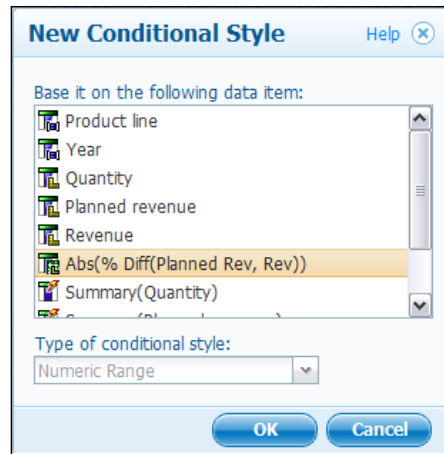 New Conditional Style
Help
Base it on the following data item:
Product line
Year
Quantity
Planned revenue
Revenue
Abs(% Diff(Planned Rev, Rev))
Summary(Quantity)
Type of conditional style:
Numeric Range
OK
Cancel